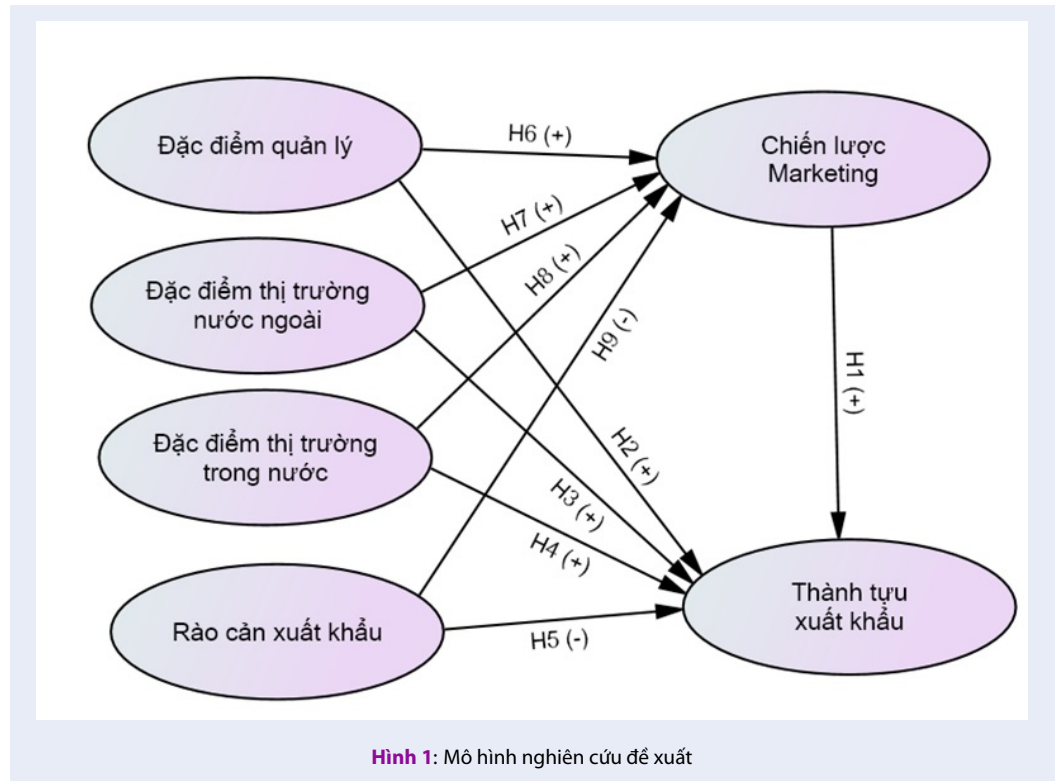 Đặc điểm quản lý
H6 (+)
Chiến lược
Marketing
H7 (+)
H8 (+)
Đặc điểm thị trường
nước ngoài
H9 (-)
H1 (+)
Đặc điểm thị trường
trong nước
H2 (+)
H3 (+)
H4 (+)
Thành tựu
xuất khẩu
Rào cản xuất khẩu
H5 (-)
Hình 1: Mô hình nghiên cứu đề xuất